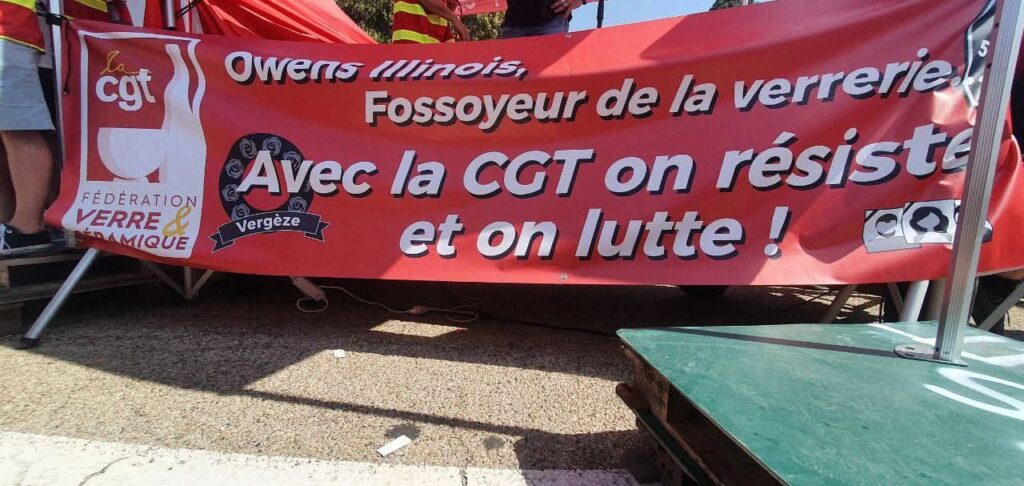 la
cgt
FÉDÉRATION
VERRE &
CÉRAMIQUE
Owens Illinois,
Fossoyeur de la verrerie.
Avec la CGT on résiste
et on lutte !
Vergèze
5